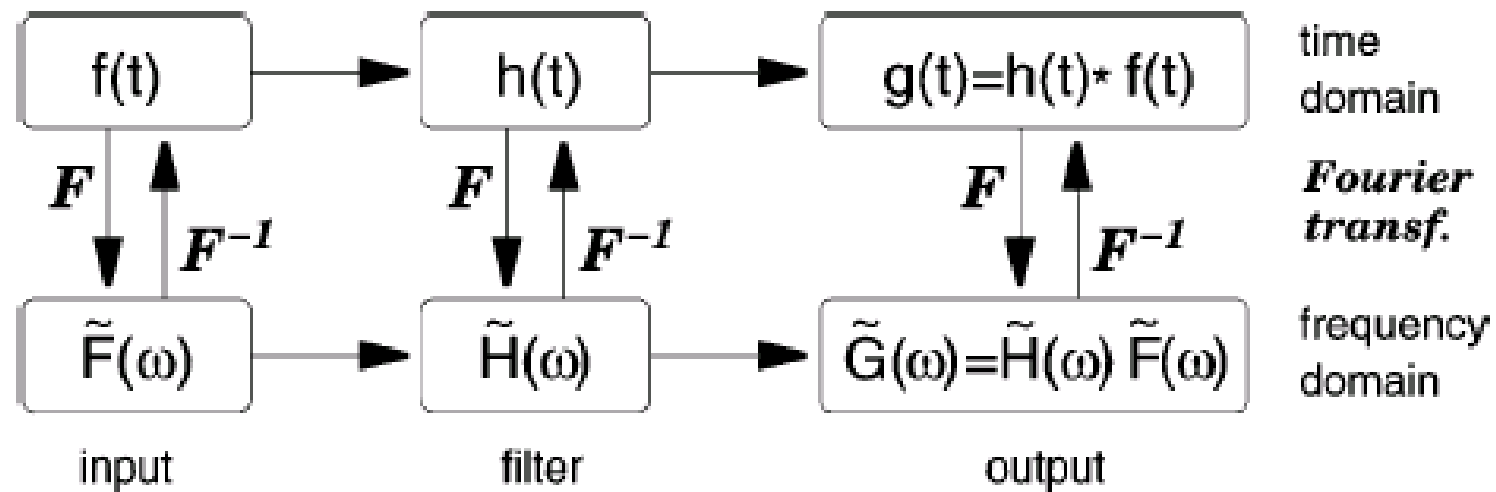 f(t)
h(t)
g(t)=h(t)⋆ f(t)
time
domain
F
F⁻¹
F
F⁻¹
F
F⁻¹
Fourier
transf.
F̃(ω)
H̃(ω)
G̃(ω)=H̃(ω) F̃(ω)
frequency
domain
input
filter
output